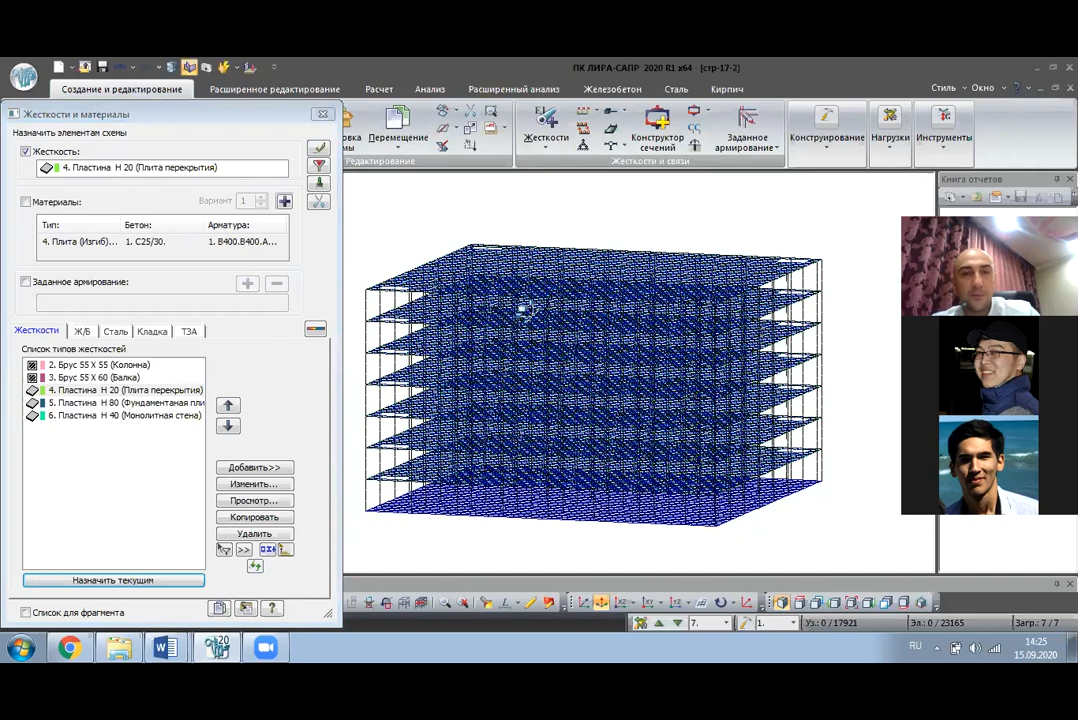 ПК ЛИРА-САПР 2020 R1 x64 - [стр-17-2]
Создание и редактирование
Расширенное редактирование
Расчет
Анализ
Расширенный анализ
Железобетон
Сталь
Кирпич
Стиль
Окно
Перемещение
Жесткости
Конструктор сечений
Заданное армирование
Конструирование
Нагрузки
Инструменты
Редактирование
Жесткости и связи
Жесткости и материалы
Назначить элементам схемы
Жесткость:
4. Пластина Н 20 (Плита перекрытия)
Материалы:
Вариант 1
Тип: Бетон: Арматура:
4. Плита (Изгиб)... 1. С25/30. 1. В400.В400.А...
Заданное армирование:
Жесткости Ж/Б Сталь Кладка ТЗА
Список типов жесткостей
2. Брус 55 X 55 (Колонна)
3. Брус 55 X 60 (Балка)
4. Пластина Н 20 (Плита перекрытия)
5. Пластина Н 80 (Фундаментаная пли
6. Пластина Н 40 (Монолитная стена)
Добавить>>
Изменить...
Просмотр...
Копировать
Удалить
>>
Назначить текущим
Список для фрагмента
Книга отчетов
7.
1.
Уз.: 0 / 17921
Эл.: 0 / 23165
Загр.: 7 / 7
RU
14:25
15.09.2020